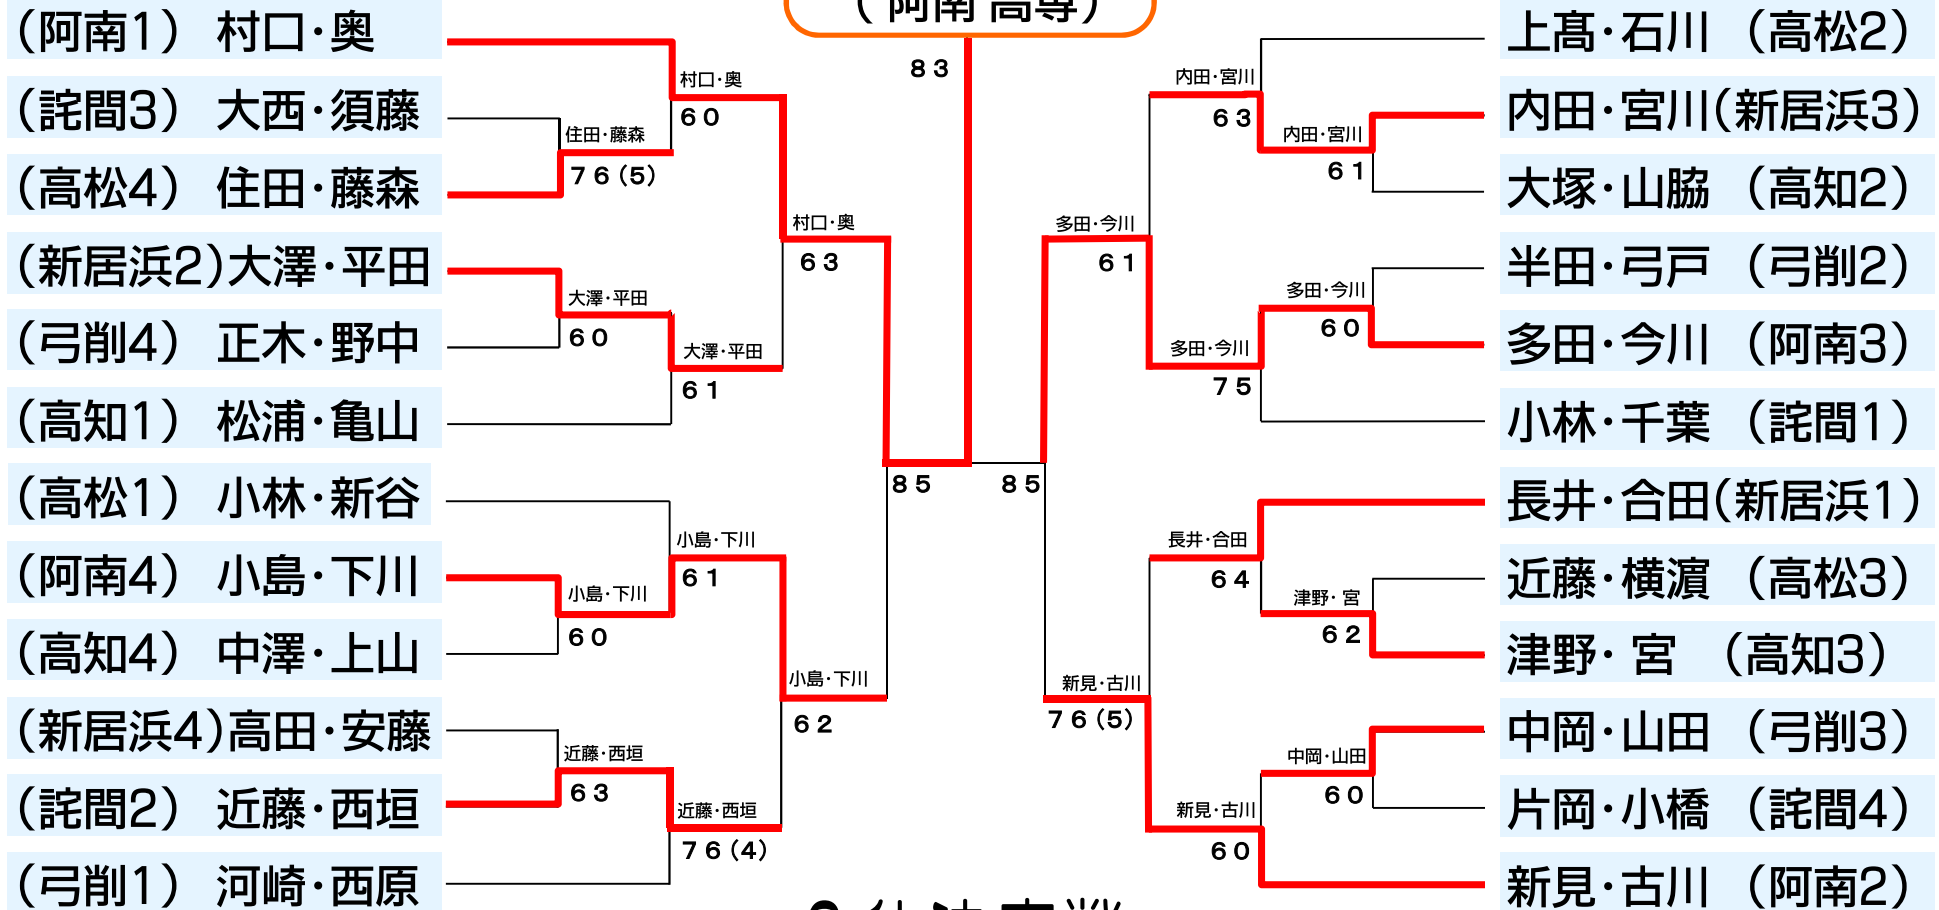 (阿南高専)
83
(阿南1) 村口・奥
(詫間3) 大西・須藤
(高松4) 住田・藤森
(新居浜2)大澤・平田
(弓削4) 正木・野中
(高知1) 松浦・亀山
(高松1) 小林・新谷
(阿南4) 小島・下川
(高知4) 中澤・上山
(新居浜4)高田・安藤
(詫間2) 近藤・西垣
(弓削1) 河崎・西原
村口・奥
60
住田・藤森
76(5)
大澤・平田
60
大澤・平田
61
村口・奥
63
小島・下川
61
小島・下川
60
近藤・西垣
63
近藤・西垣
76(4)
小島・下川
62
85
85
内田・宮川
63
内田・宮川
61
多田・今川
61
多田・今川
60
多田・今川
75
長井・合田
64
津野・宮
62
新見・古川
76(5)
中岡・山田
60
新見・古川
60
上髙・石川 (高松2)
内田・宮川(新居浜3)
大塚・山脇 (高知2)
半田・弓戸 (弓削2)
多田・今川 (阿南3)
小林・千葉 (詫間1)
長井・合田(新居浜1)
近藤・横濵 (高松3)
津野・宮 (高知3)
中岡・山田 (弓削3)
片岡・小橋 (詫間4)
新見・古川 (阿南2)